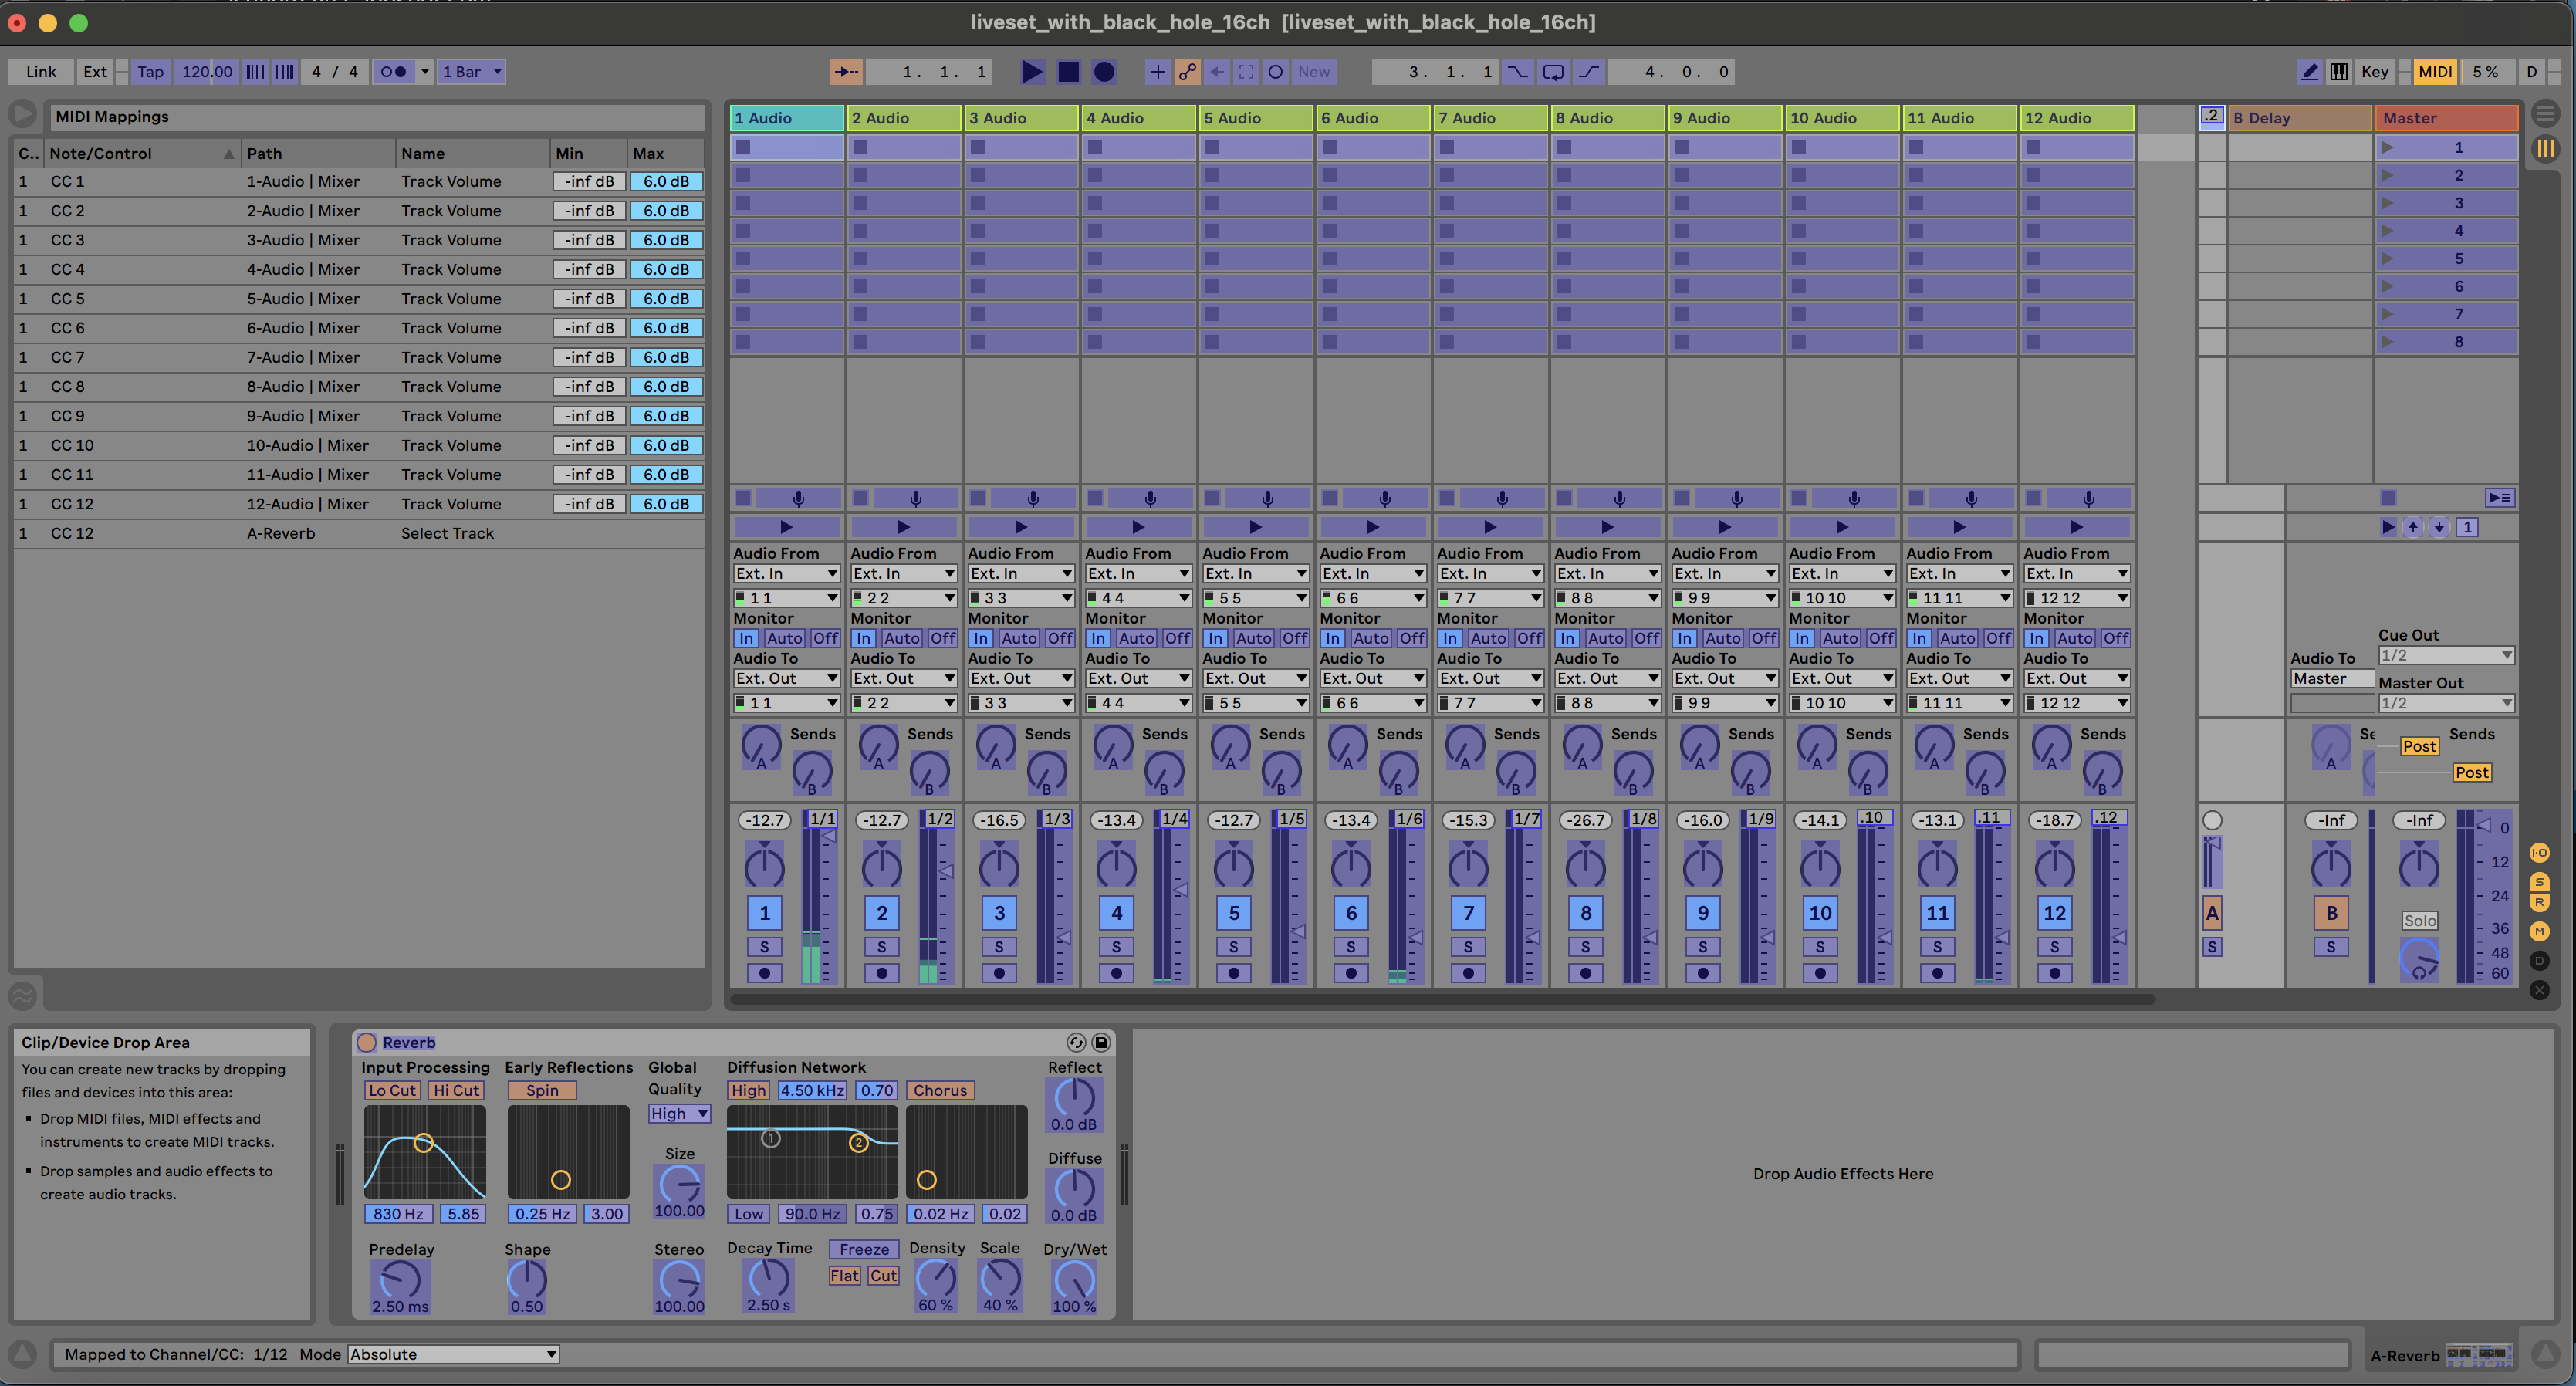 liveset_with_black_hole_16ch [liveset_with_black_hole_16ch]
Link Ext Tap 120.00 4 / 4 1 Bar 1. 1. 1 New 3. 1. 1 4. 0. 0 Key MIDI 5 % D
MIDI Mappings
C.. Note/Control Path Name Min Max
1 CC 1 1-Audio | Mixer Track Volume -inf dB 6.0 dB
1 CC 2 2-Audio | Mixer Track Volume -inf dB 6.0 dB
1 CC 3 3-Audio | Mixer Track Volume -inf dB 6.0 dB
1 CC 4 4-Audio | Mixer Track Volume -inf dB 6.0 dB
1 CC 5 5-Audio | Mixer Track Volume -inf dB 6.0 dB
1 CC 6 6-Audio | Mixer Track Volume -inf dB 6.0 dB
1 CC 7 7-Audio | Mixer Track Volume -inf dB 6.0 dB
1 CC 8 8-Audio | Mixer Track Volume -inf dB 6.0 dB
1 CC 9 9-Audio | Mixer Track Volume -inf dB 6.0 dB
1 CC 10 10-Audio | Mixer Track Volume -inf dB 6.0 dB
1 CC 11 11-Audio | Mixer Track Volume -inf dB 6.0 dB
1 CC 12 12-Audio | Mixer Track Volume -inf dB 6.0 dB
1 CC 12 A-Reverb Select Track
1 Audio 2 Audio 3 Audio 4 Audio 5 Audio 6 Audio 7 Audio 8 Audio 9 Audio 10 Audio 11 Audio 12 Audio .2 B Delay Master
1
2
3
4
5
6
7
8
1
Audio From Audio From Audio From Audio From Audio From Audio From Audio From Audio From Audio From Audio From Audio From Audio From
Ext. In Ext. In Ext. In Ext. In Ext. In Ext. In Ext. In Ext. In Ext. In Ext. In Ext. In Ext. In
1 1 2 2 3 3 4 4 5 5 6 6 7 7 8 8 9 9 10 10 11 11 12 12
Monitor Monitor Monitor Monitor Monitor Monitor Monitor Monitor Monitor Monitor Monitor Monitor
In Auto Off In Auto Off In Auto Off In Auto Off In Auto Off In Auto Off In Auto Off In Auto Off In Auto Off In Auto Off In Auto Off In Auto Off
Cue Out
1/2
Audio To Audio To Audio To Audio To Audio To Audio To Audio To Audio To Audio To Audio To Audio To Audio To Audio To
Ext. Out Ext. Out Ext. Out Ext. Out Ext. Out Ext. Out Ext. Out Ext. Out Ext. Out Ext. Out Ext. Out Ext. Out Master Master Out
1 1 2 2 3 3 4 4 5 5 6 6 7 7 8 8 9 9 10 10 11 11 12 12 1/2
Sends Sends Sends Sends Sends Sends Sends Sends Sends Sends Sends Sends Se Post Sends
A A A A A A A A A A A A A Post
B B B B B B B B B B B B
-12.7 1/1 -12.7 1/2 -16.5 1/3 -13.4 1/4 -12.7 1/5 -13.4 1/6 -15.3 1/7 -26.7 1/8 -16.0 1/9 -14.1 .10 -13.1 .11 -18.7 .12 -Inf -Inf 0
12
24
1 2 3 4 5 6 7 8 9 10 11 12 A B Solo 36
S S S S S S S S S S S S S S 48
60
I-O
S
R
M
D
X
Clip/Device Drop Area
You can create new tracks by dropping
files and devices into this area:
Drop MIDI files, MIDI effects and
instruments to create MIDI tracks.
Drop samples and audio effects to
create audio tracks.
Reverb
Input Processing Early Reflections Global Diffusion Network Reflect
Lo Cut Hi Cut Spin Quality High 4.50 kHz 0.70 Chorus
High
1 2 0.0 dB
Size Diffuse
100.00
830 Hz 5.85 0.25 Hz 3.00 Low 90.0 Hz 0.75 0.02 Hz 0.02 0.0 dB
Predelay Shape Stereo Decay Time Freeze Density Scale Dry/Wet
Flat Cut
2.50 ms 0.50 100.00 2.50 s 60 % 40 % 100 %
Drop Audio Effects Here
Mapped to Channel/CC: 1/12 Mode Absolute A-Reverb